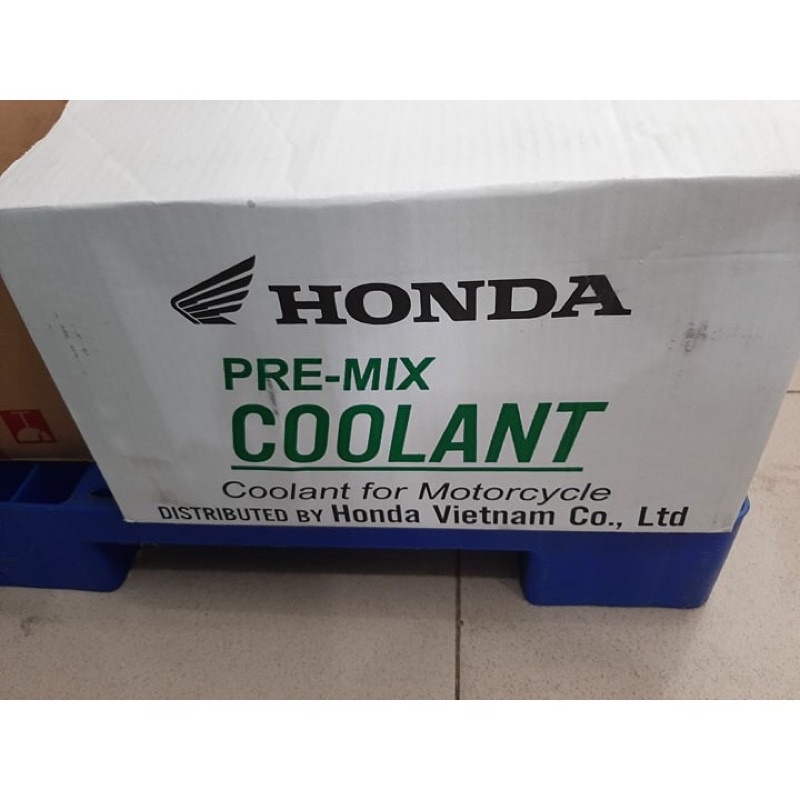 HONDA
PRE-MIX
COOLANT
Coolant for Motorcycle
DISTRIBUTED BY Honda Vietnam Co., Ltd